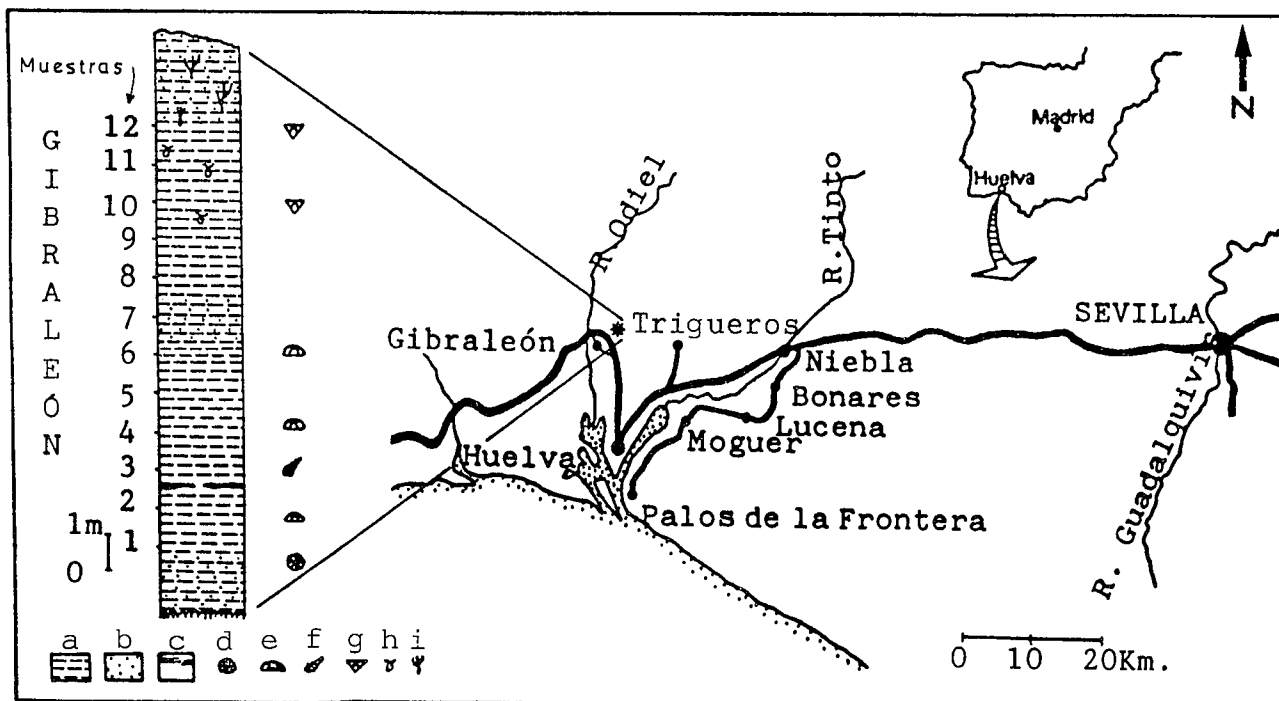 Muestras
GIBRALEÓN
12
11
10
9
8
7
6
5
4
3
2
1
1m
0
a b c d e f g h i
R. Odiel
R. Tinto
Gibraleón
Trigueros
Niebla
Bonares
Lucena
Moguer
Huelva
Palos de la Frontera
SEVILLA
R. Guadalquivir
Madrid
Huelva
N
0 10 20Km.